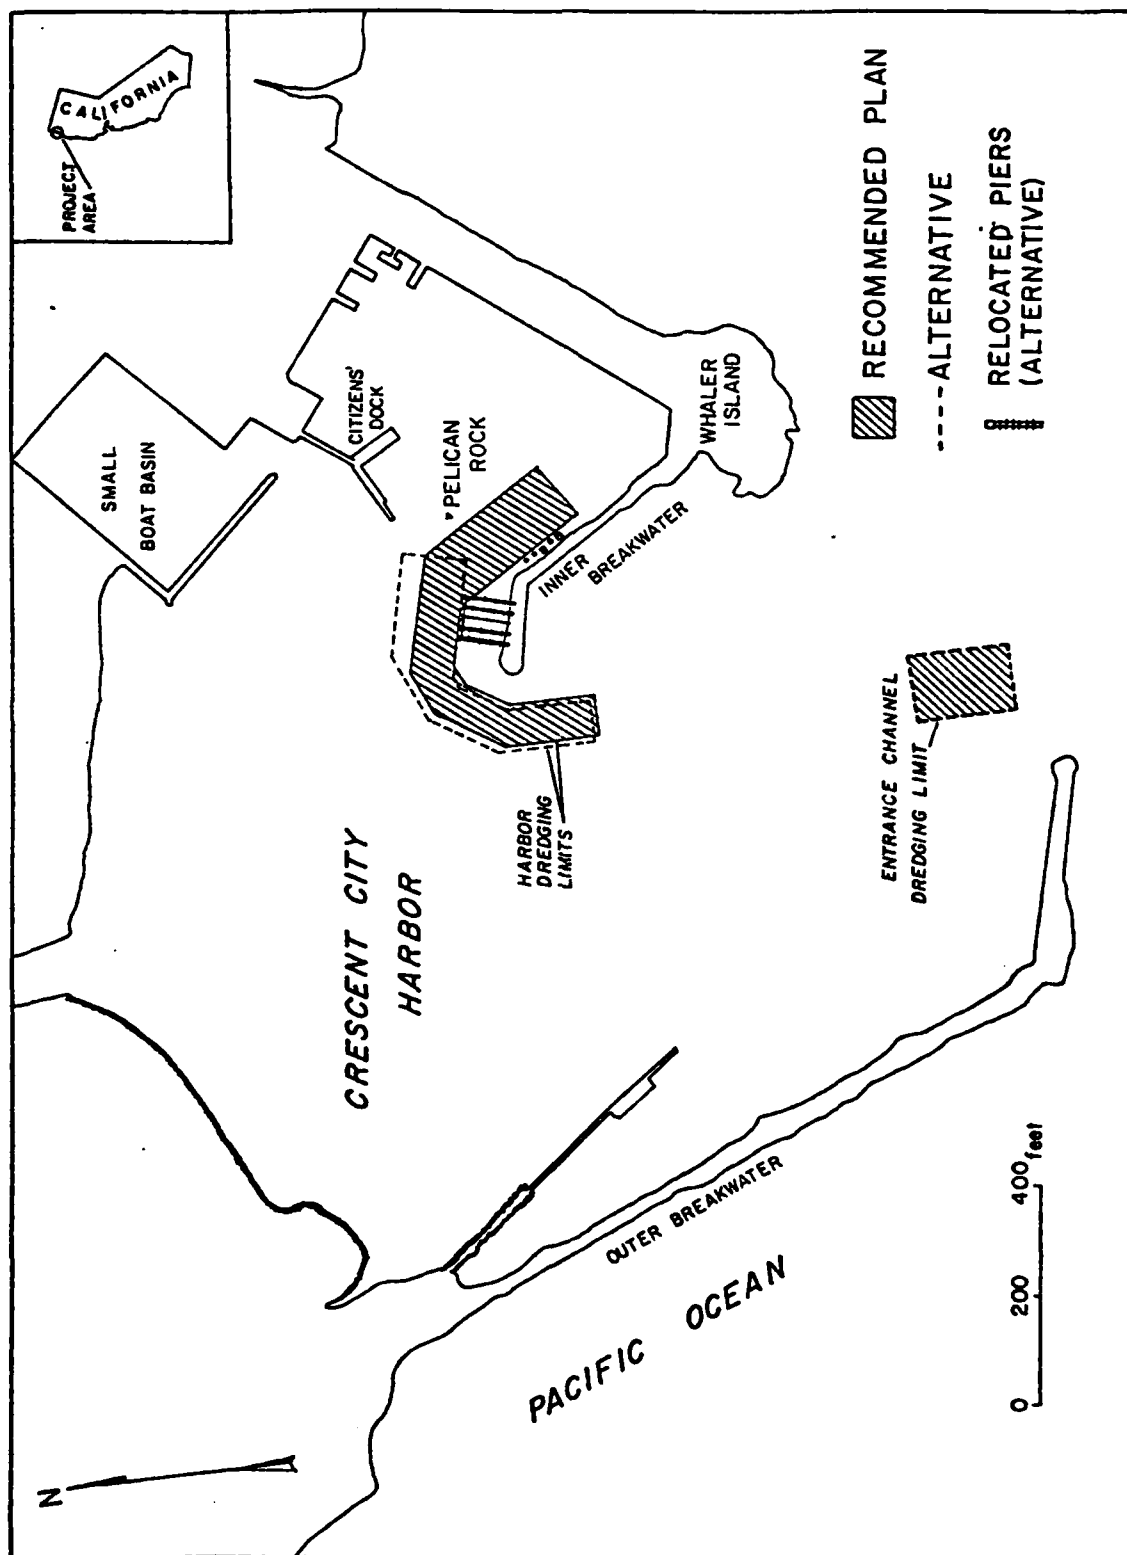 N
CALIFORNIA
PROJECT
AREA
SMALL
BOAT BASIN
CITIZENS'
DOCK
PELICAN
ROCK
WHALER
ISLAND
INNER
BREAKWATER
HARBOR
DREDGING
LIMITS
CRESCENT CITY
HARBOR
ENTRANCE CHANNEL
DREDGING LIMIT
OUTER BREAKWATER
PACIFIC OCEAN
0 200 400 feet
RECOMMENDED PLAN
ALTERNATIVE
RELOCATED PIERS
(ALTERNATIVE)